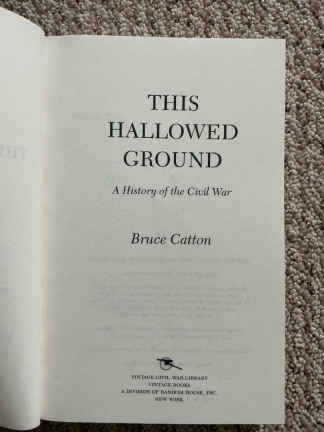 THIS
HALLOWED
GROUND
A History of the Civil War
Bruce Catton
VINTAGE CIVIL WAR LIBRARY
VINTAGE BOOKS
A DIVISION OF RANDOM HOUSE, INC.
NEW YORK